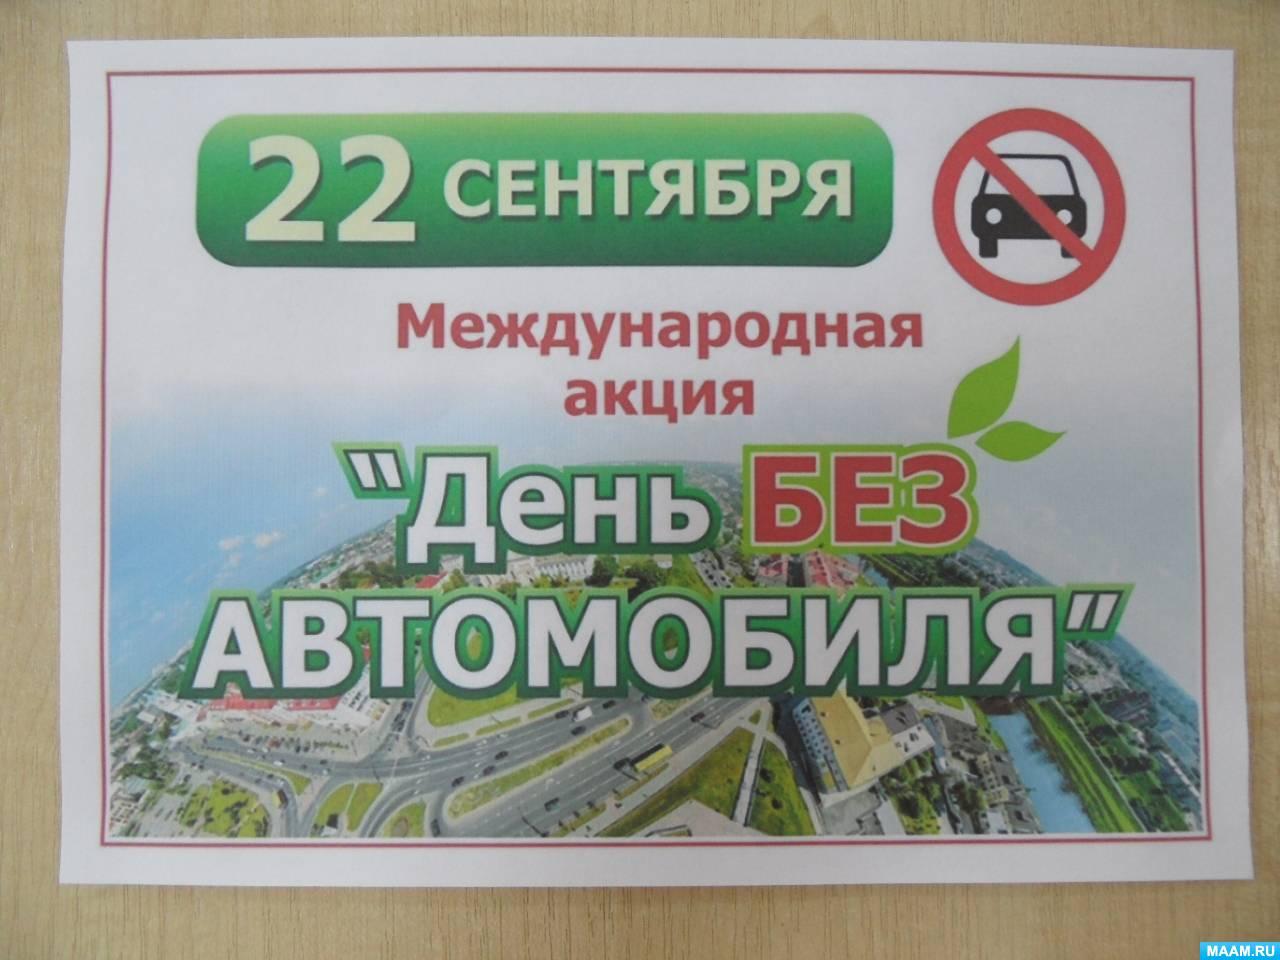 22 СЕНТЯБРЯ
Международная
акция
"День БЕЗ
АВТОМОБИЛЯ"
MAAM.RU